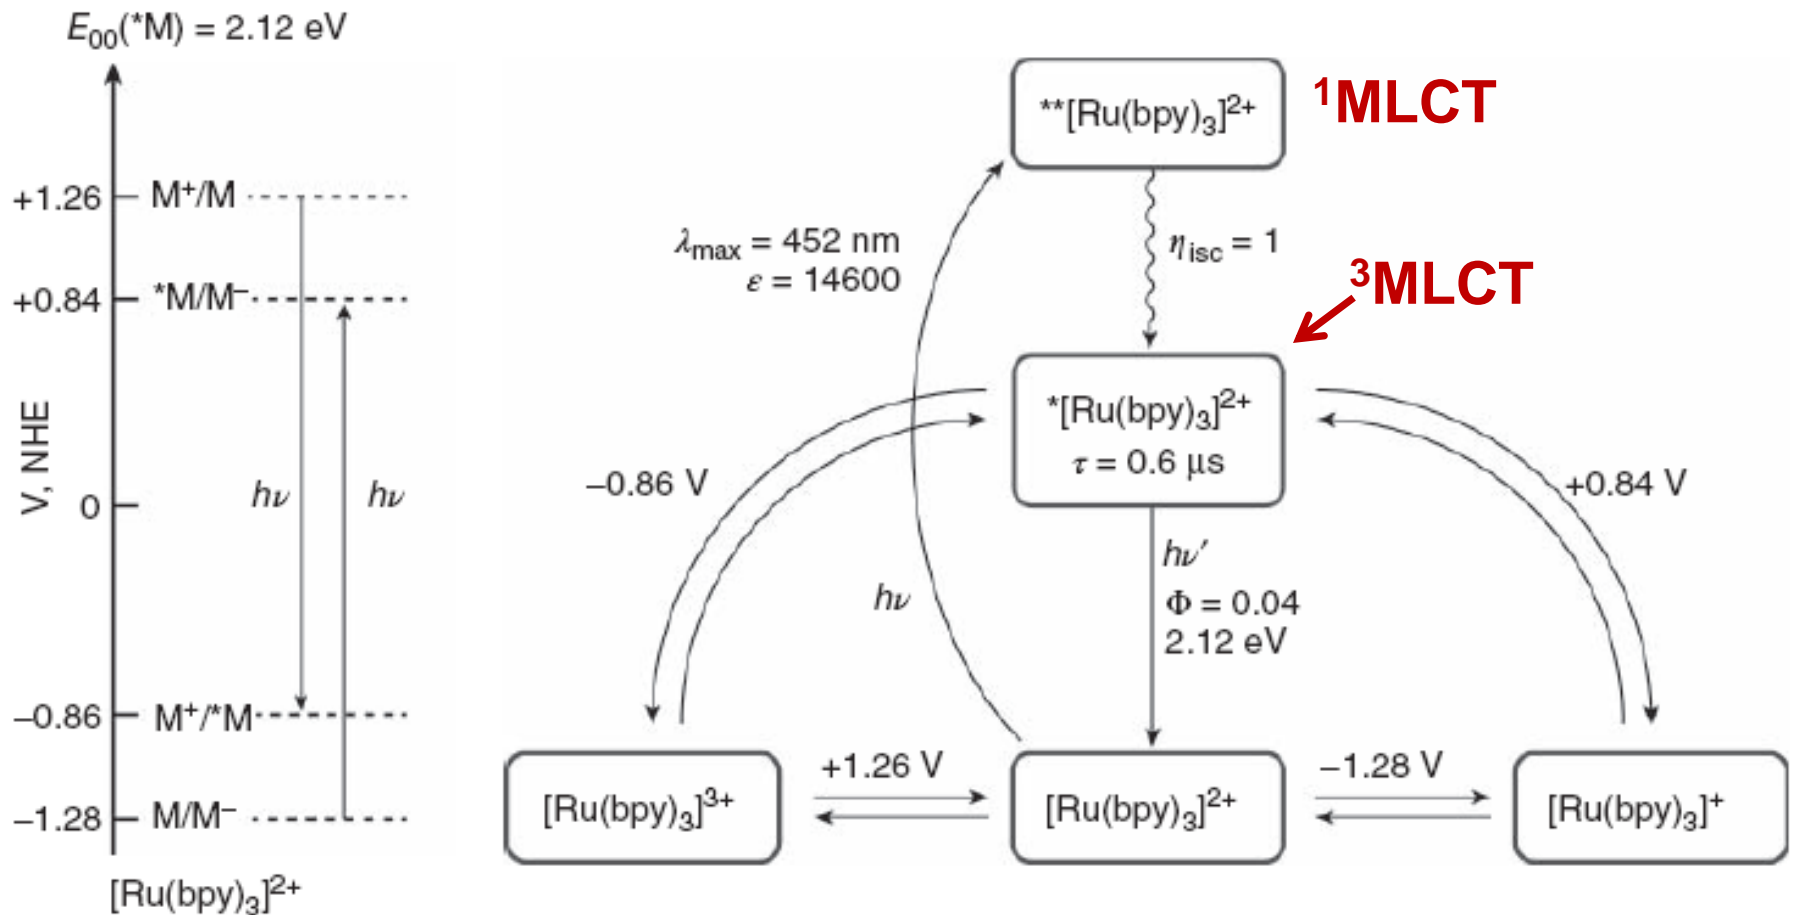 E₀₀(*M) = 2.12 eV
V, NHE
+1.26
M⁺/M
+0.84
*M/M⁻
0
hν
hν
−0.86
M⁺/*M
−1.28
M/M⁻
[Ru(bpy)₃]²⁺
**[Ru(bpy)₃]²⁺
¹MLCT
λmax = 452 nm
ε = 14600
ηisc = 1
³MLCT
*[Ru(bpy)₃]²⁺
τ = 0.6 μs
−0.86 V
+0.84 V
hν
hν′
Φ = 0.04
2.12 eV
[Ru(bpy)₃]³⁺
+1.26 V
[Ru(bpy)₃]²⁺
−1.28 V
[Ru(bpy)₃]⁺